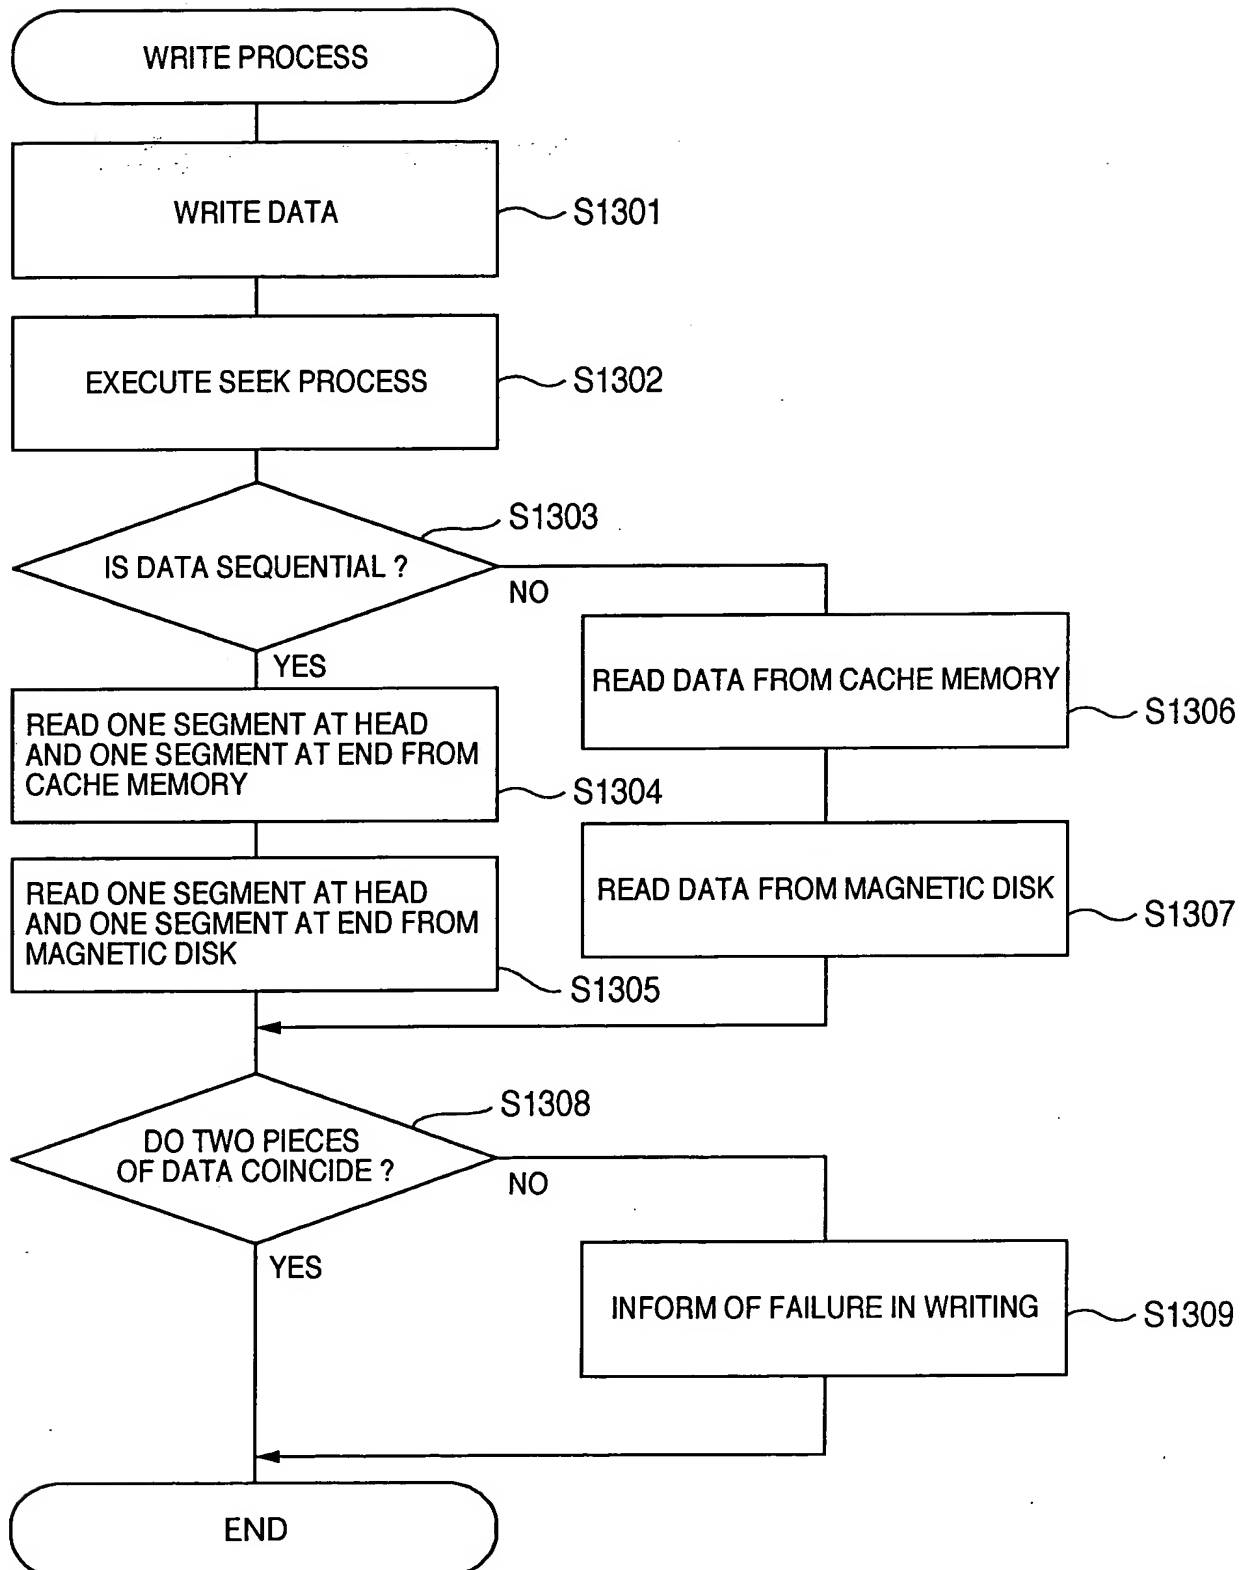 WRITE PROCESS
WRITE DATA
S1301
EXECUTE SEEK PROCESS
S1302
S1303
IS DATA SEQUENTIAL ?
NO
YES
READ ONE SEGMENT AT HEAD
AND ONE SEGMENT AT END FROM
CACHE MEMORY
S1304
READ ONE SEGMENT AT HEAD
AND ONE SEGMENT AT END FROM
MAGNETIC DISK
S1305
READ DATA FROM CACHE MEMORY
S1306
READ DATA FROM MAGNETIC DISK
S1307
S1308
DO TWO PIECES
OF DATA COINCIDE ?
NO
YES
INFORM OF FAILURE IN WRITING
S1309
END